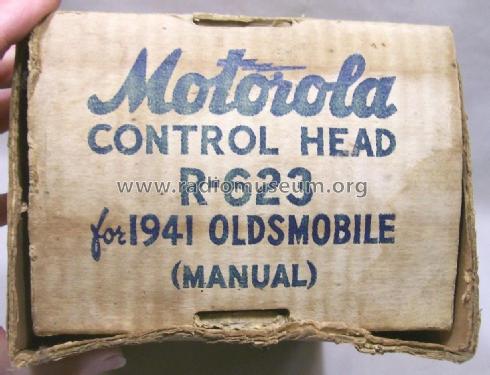 Motorola
CONTROL HEAD
R-623
www.radiomuseum.org
for 1941 OLDSMOBILE
(MANUAL)